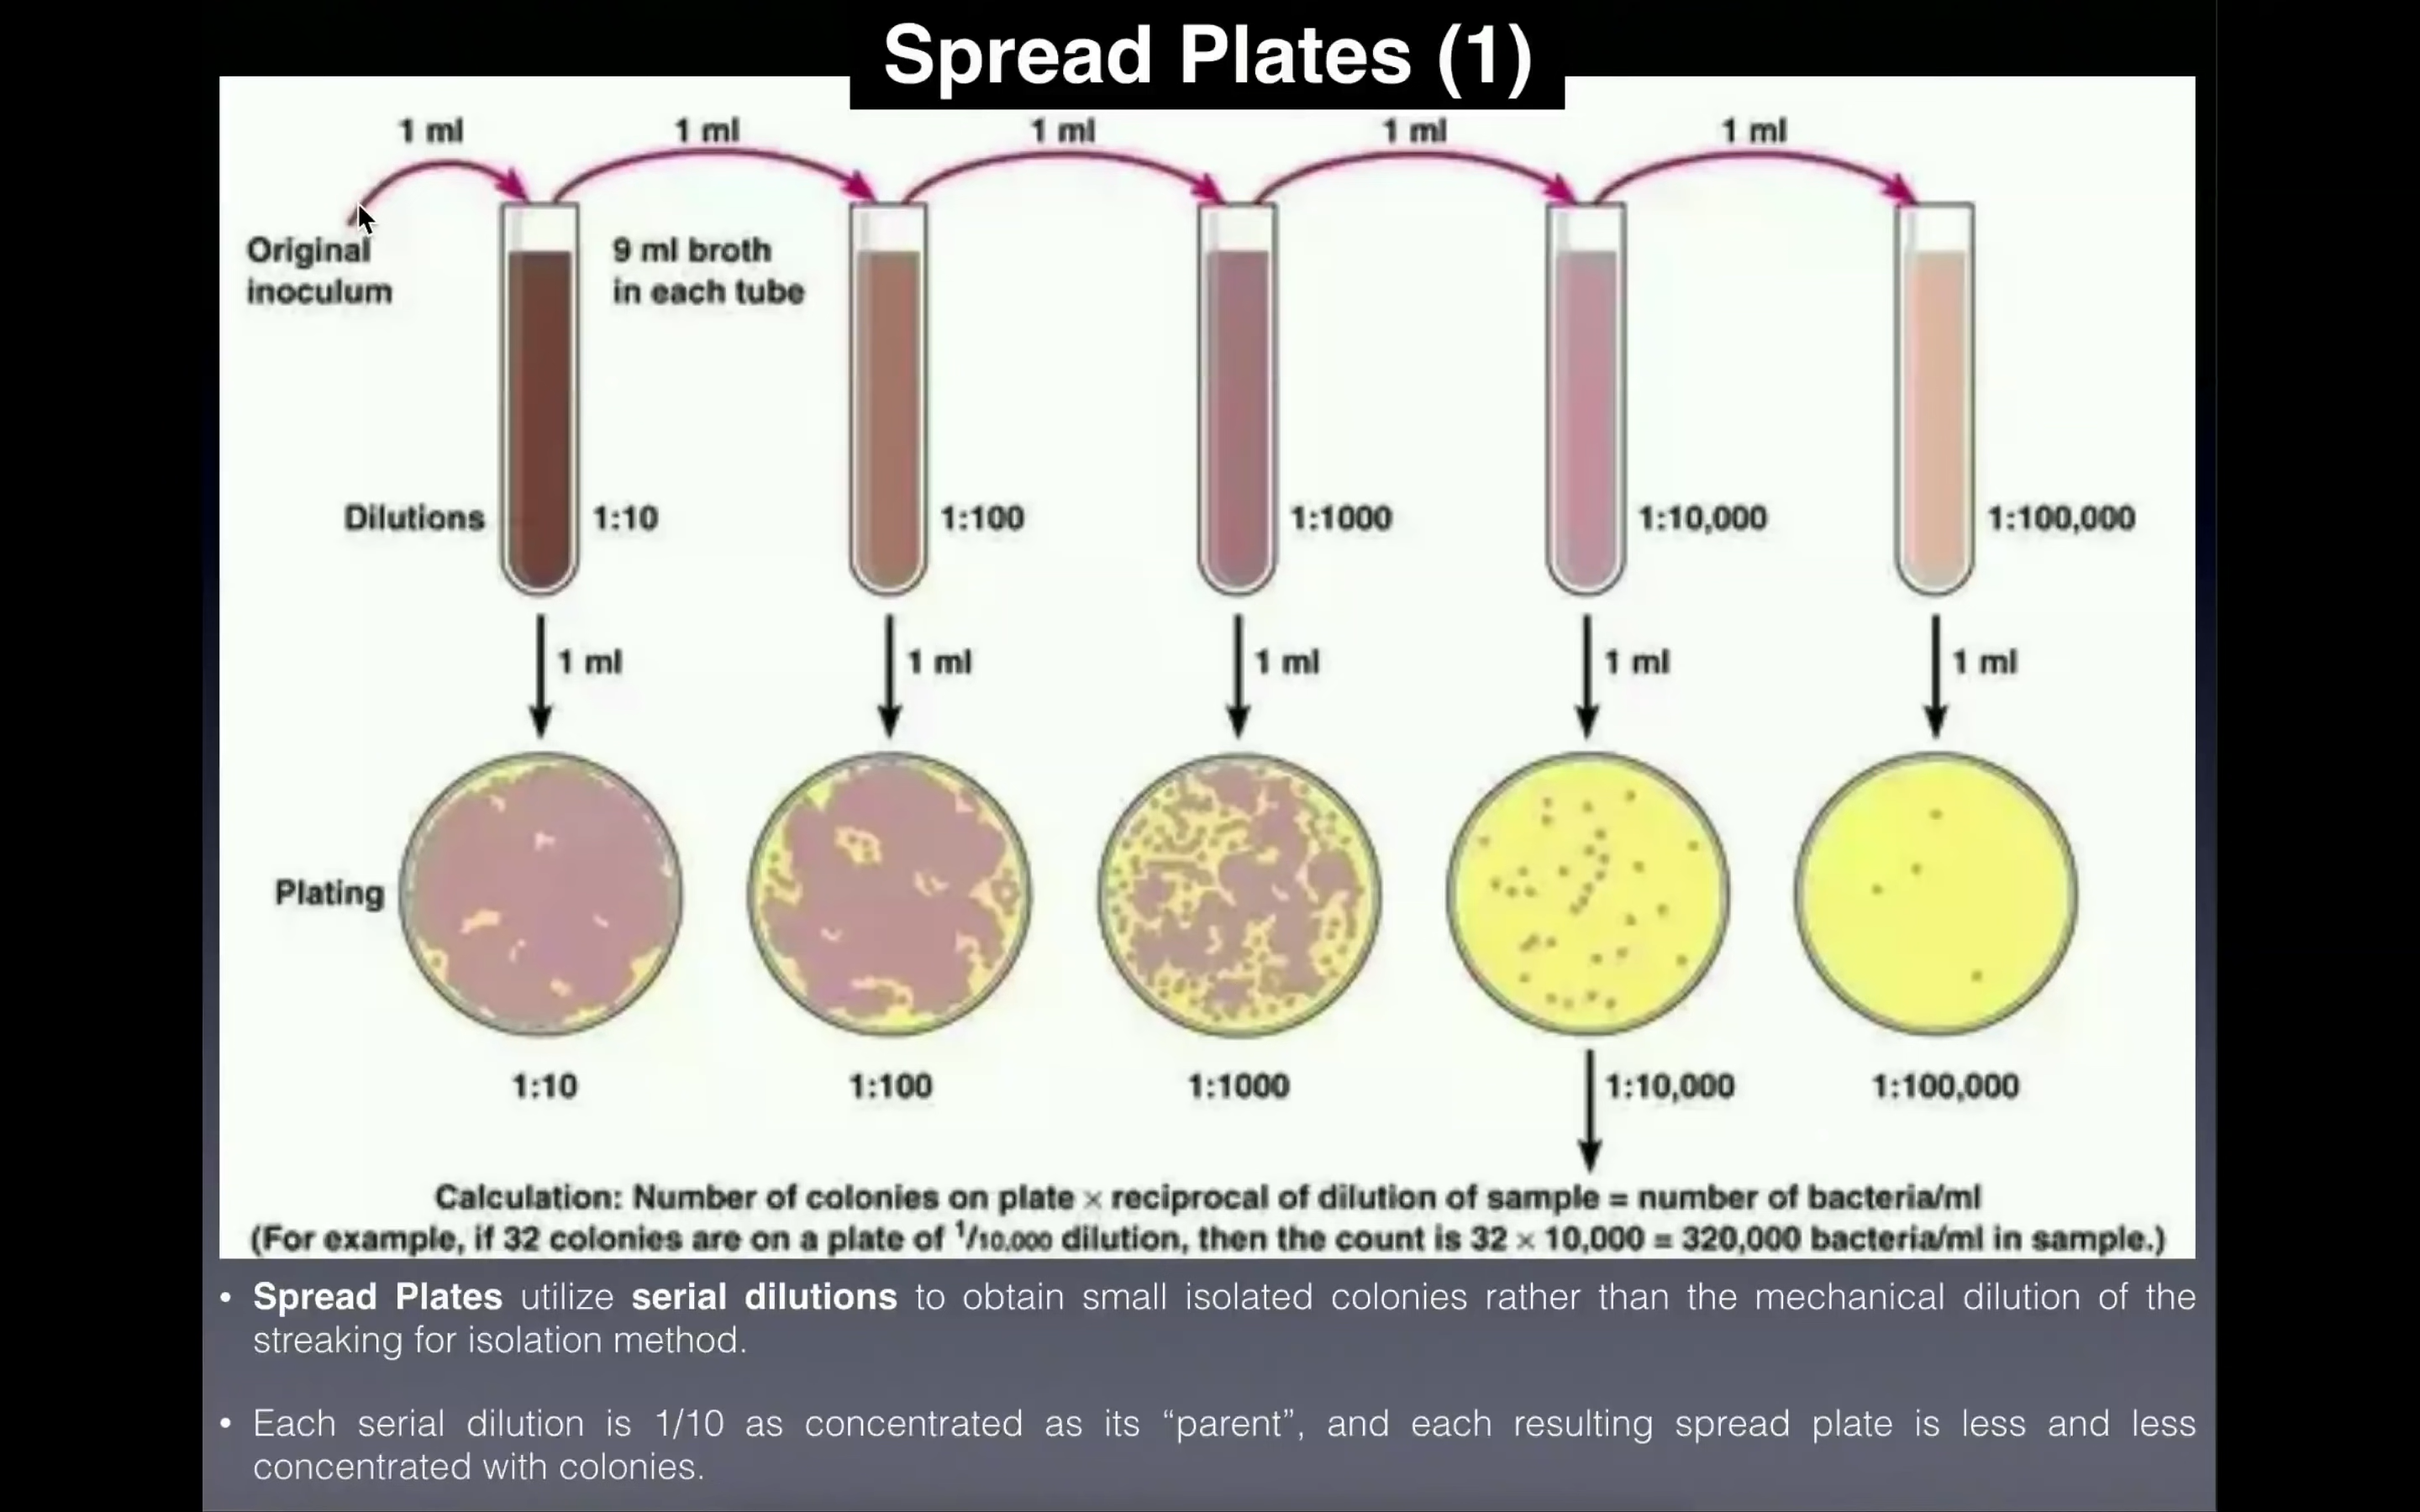 Spread Plates (1)
1 ml 1 ml 1 ml 1 ml 1 ml
Original
inoculum
9 ml broth
in each tube
Dilutions 1:10 1:100 1:1000 1:10,000 1:100,000
1 ml 1 ml 1 ml 1 ml 1 ml
Plating
1:10 1:100 1:1000 1:10,000 1:100,000
Calculation: Number of colonies on plate × reciprocal of dilution of sample = number of bacteria/ml
(For example, if 32 colonies are on a plate of 1/10,000 dilution, then the count is 32 × 10,000 = 320,000 bacteria/ml in sample.)
• Spread Plates utilize serial dilutions to obtain small isolated colonies rather than the mechanical dilution of the
streaking for isolation method.
• Each serial dilution is 1/10 as concentrated as its “parent”, and each resulting spread plate is less and less
concentrated with colonies.